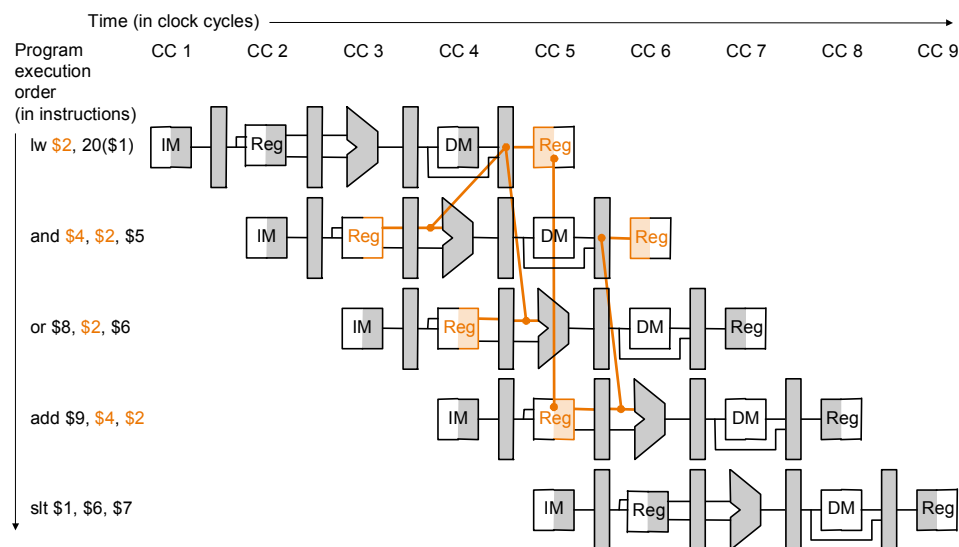 Time (in clock cycles)
Program execution order (in instructions)
CC 1 CC 2 CC 3 CC 4 CC 5 CC 6 CC 7 CC 8 CC 9
lw $2, 20($1) IM Reg DM Reg
and $4, $2, $5 IM Reg DM Reg
or $8, $2, $6 IM Reg DM Reg
add $9, $4, $2 IM Reg DM Reg
slt $1, $6, $7 IM Reg DM Reg